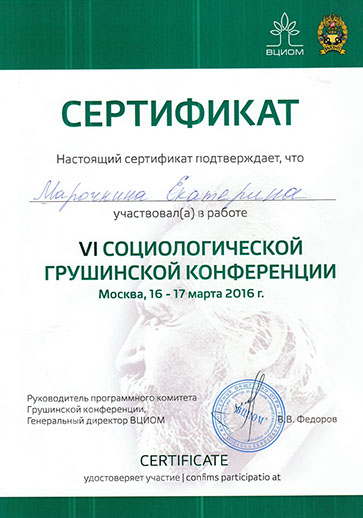 ВЦИОМ
СЕРТИФИКАТ
Настоящий сертификат подтверждает, что
Марочкина Екатерина
участвовал(а) в работе
VI СОЦИОЛОГИЧЕСКОЙ
ГРУШИНСКОЙ КОНФЕРЕНЦИИ
Москва, 16 - 17 марта 2016 г.
Руководитель программного комитета
Грушинской конференции,
Генеральный директор ВЦИОМ
"ВЦИОМ"
В.В. Федоров
CERTIFICATE
удостоверяет участие | confims participatio at